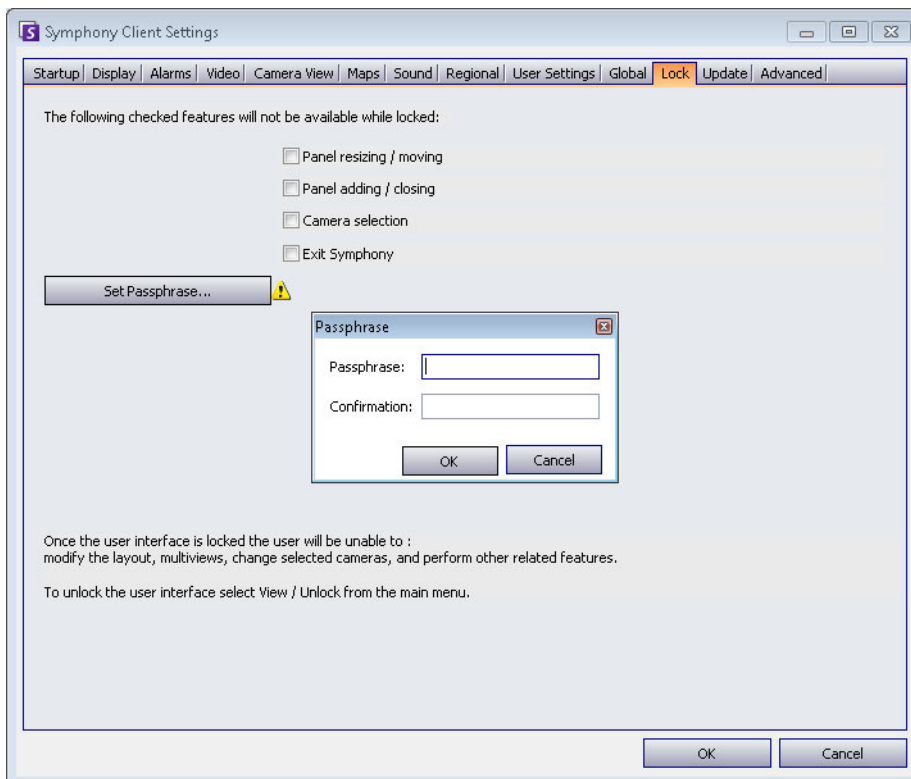 S Symphony Client Settings
Startup Display Alarms Video Camera View Maps Sound Regional User Settings Global Lock Update Advanced
The following checked features will not be available while locked:
Panel resizing / moving
Panel adding / closing
Camera selection
Exit Symphony
Set Passphrase...
Passphrase
Passphrase:
Confirmation:
OK Cancel
Once the user interface is locked the user will be unable to :
modify the layout, multiviews, change selected cameras, and perform other related features.
To unlock the user interface select View / Unlock from the main menu.
OK Cancel